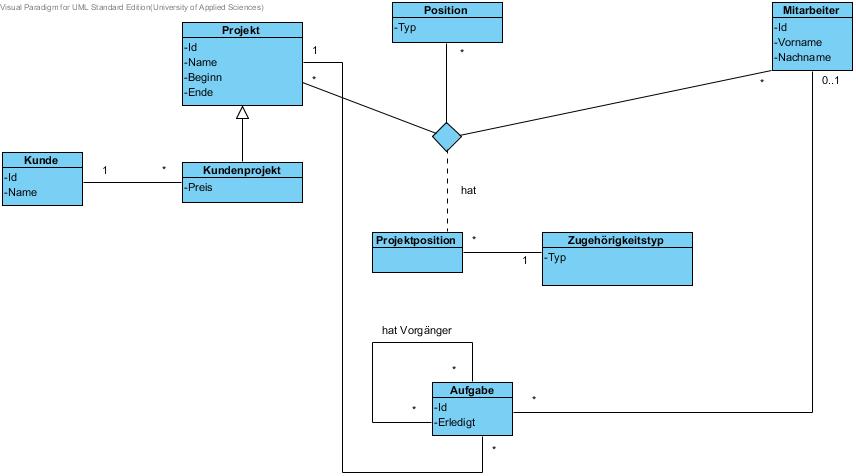 Visual Paradigm for UML Standard Edition(University of Applied Sciences)
Projekt
-Id
-Name
-Beginn
-Ende
1
*
Position
-Typ
*
Mitarbeiter
-Id
-Vorname
-Nachname
*
0..1
Kunde
-Id
-Name
1
*
Kundenprojekt
-Preis
hat
Projektposition
*
1
Zugehörigkeitstyp
-Typ
hat Vorgänger
*
*
Aufgabe
-Id
-Erledigt
*
*